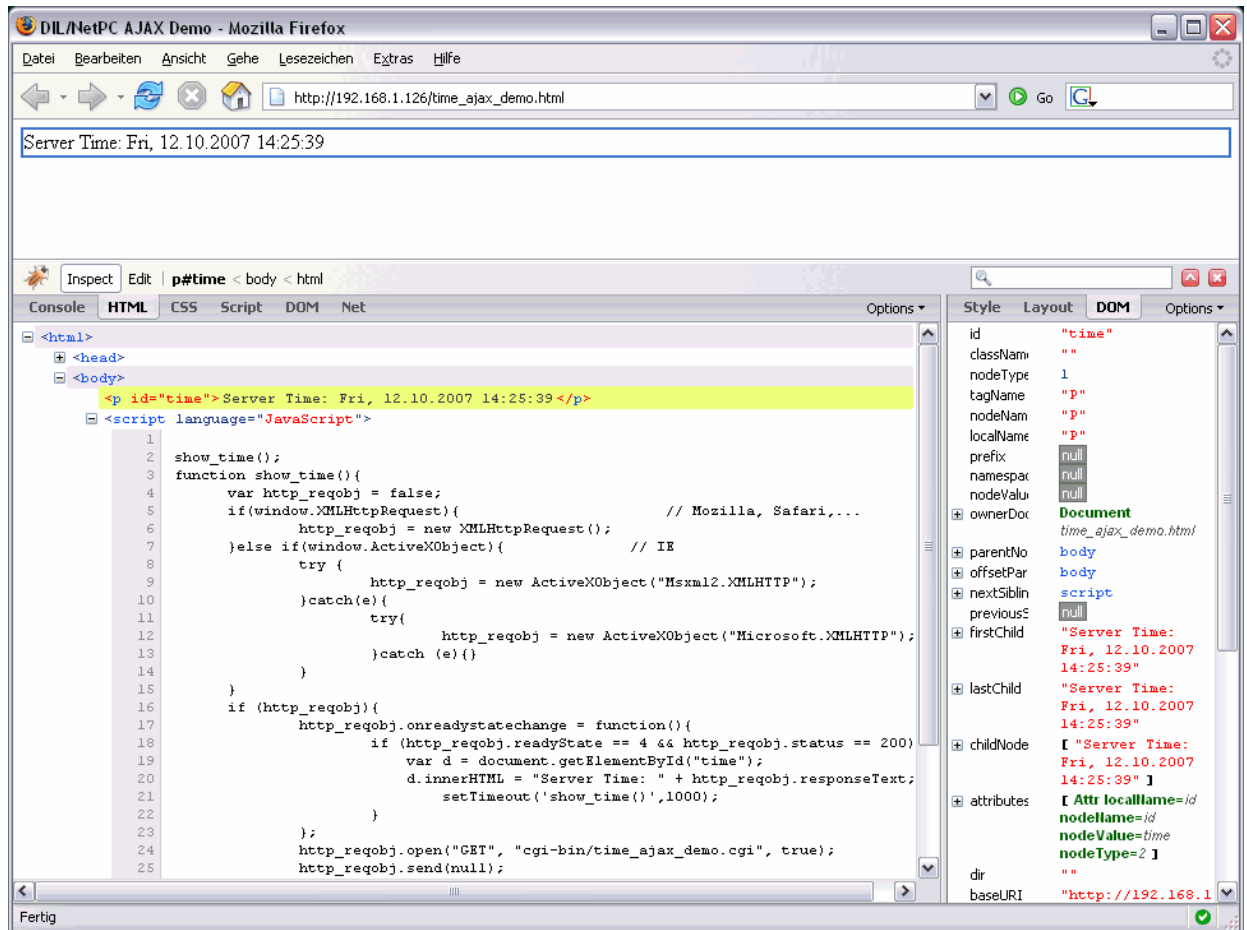 DIL/NetPC AJAX Demo - Mozilla Firefox
Datei Bearbeiten Ansicht Gehe Lesezeichen Extras Hilfe
http://192.168.1.126/time_ajax_demo.html Go G
Server Time: Fri, 12.10.2007 14:25:39
Inspect Edit | p#time < body < html
Console HTML CSS Script DOM Net Options
<html>
<head>
<body>
<p id="time">Server Time: Fri, 12.10.2007 14:25:39</p>
<script language="JavaScript">
1
2 show_time();
3 function show_time(){
4 var http_reqobj = false;
5 if(window.XMLHttpRequest){ // Mozilla, Safari,...
6 http_reqobj = new XMLHttpRequest();
7 }else if(window.ActiveXObject){ // IE
8 try {
9 http_reqobj = new ActiveXObject("Msxml2.XMLHTTP");
10 }catch(e){
11 try{
12 http_reqobj = new ActiveXObject("Microsoft.XMLHTTP");
13 }catch (e){}
14 }
15 }
16 if (http_reqobj){
17 http_reqobj.onreadystatechange = function(){
18 if (http_reqobj.readyState == 4 && http_reqobj.status == 200)
19 var d = document.getElementById("time");
20 d.innerHTML = "Server Time: " + http_reqobj.responseText;
21 setTimeout('show_time()',1000);
22 }
23 };
24 http_reqobj.open("GET", "cgi-bin/time_ajax_demo.cgi", true);
25 http_reqobj.send(null);
Style Layout DOM Options
id "time"
classNam ""
nodeType 1
tagName "P"
nodeNam "P"
localName "P"
prefix null
namespac null
nodeValu null
ownerDoc Document
time_ajax_demo.html
parentNo body
offsetPar body
nextSiblin script
previousS null
firstChild "Server Time:
Fri, 12.10.2007
14:25:39"
lastChild "Server Time:
Fri, 12.10.2007
14:25:39"
childNode [ "Server Time:
Fri, 12.10.2007
14:25:39" ]
attributes [ Attr localName=id
nodeName=id
nodeValue=time
nodeType=2 ]
dir ""
baseURI "http://192.168.1
Fertig